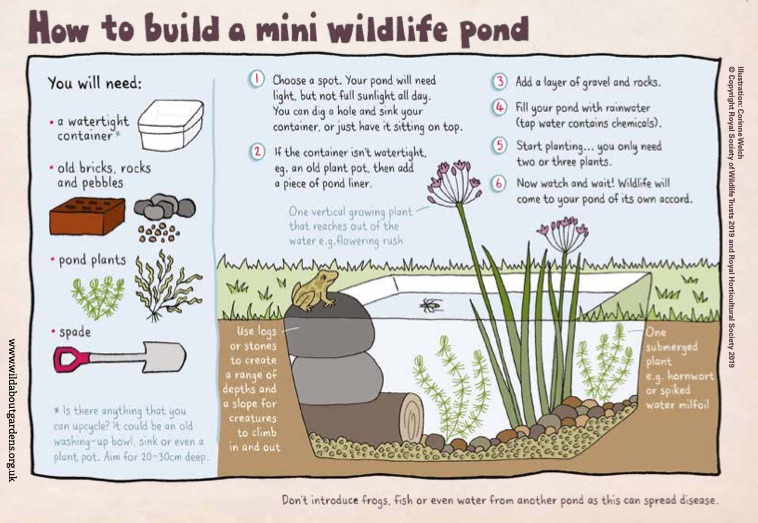 How to build a mini wildlife pond
You will need:
• a watertight
container*
• old bricks, rocks
and pebbles
• pond plants
• spade
* Is there anything that you
can upcycle? It could be an old
washing-up bowl, sink or even a
plant pot. Aim for 20-30cm deep.
1 Choose a spot. Your pond will need
light, but not full sunlight all day.
You can dig a hole and sink your
container, or just have it sitting on top.
2 If the container isn't watertight,
eg. an old plant pot, then add
a piece of pond liner.
3 Add a layer of gravel and rocks.
4 Fill your pond with rainwater
(tap water contains chemicals).
5 Start planting... you only need
two or three plants.
6 Now watch and wait! Wildlife will
come to your pond of its own accord.
One vertical growing plant
that reaches out of the
water e.g.flowering rush
Use logs
or stones
to create
a range of
depths and
a slope for
creatures
to climb
in and out
One
submerged
plant
e.g. hornwort
or spiked
water milfoil
Don't introduce frogs, fish or even water from another pond as this can spread disease.
www.wildaboutgardens.org.uk
Illustration: Corinne Welch
© Copyright Royal Society of Wildlife Trusts 2019 and Royal Horticultural Society 2019